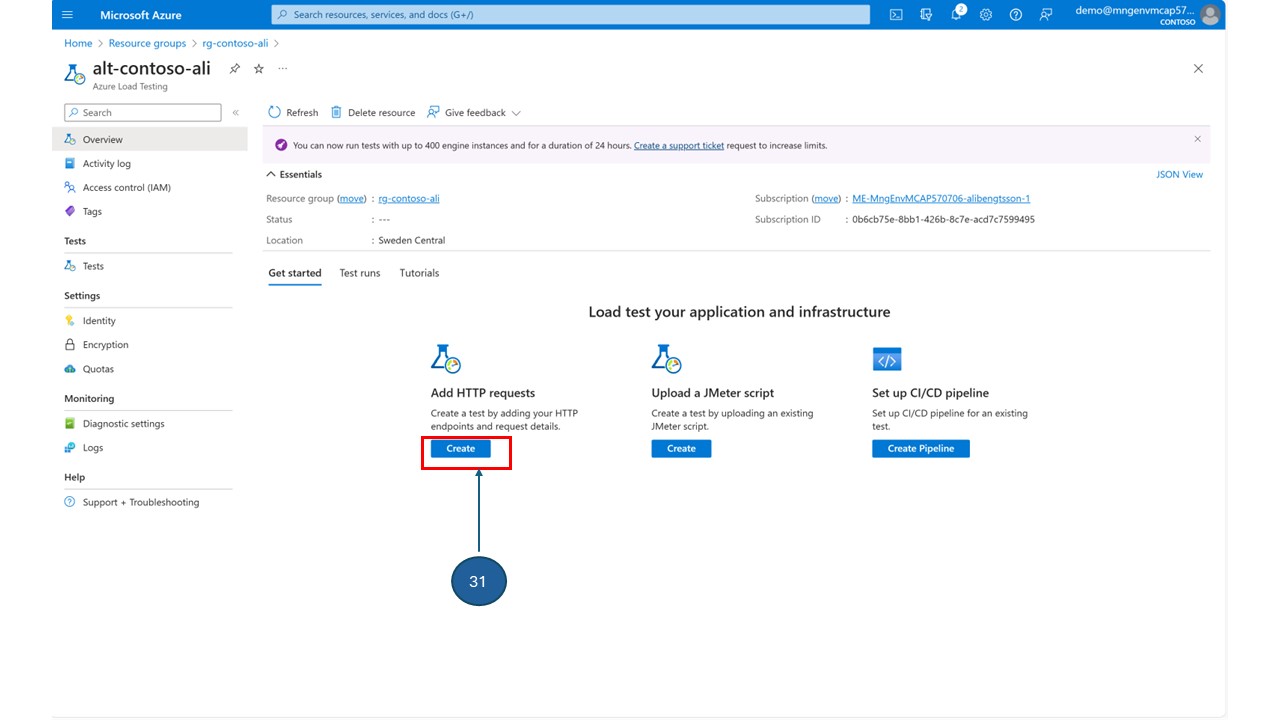 Microsoft Azure
Search resources, services, and docs (G+/)
2
demo@mngenvmcap57...
CONTOSO
Home > Resource groups > rg-contoso-ali >
alt-contoso-ali
Azure Load Testing
Search
Refresh
Delete resource
Give feedback
Overview
Activity log
Access control (IAM)
Tags
Tests
Tests
Settings
Identity
Encryption
Quotas
Monitoring
Diagnostic settings
Logs
Help
Support + Troubleshooting
You can now run tests with up to 400 engine instances and for a duration of 24 hours. Create a support ticket request to increase limits.
Essentials
JSON View
Resource group (move) : rg-contoso-ali
Status : ---
Location : Sweden Central
Subscription (move) : ME-MngEnvMCAP570706-alibengtsson-1
Subscription ID : 0b6cb75e-8bb1-426b-8c7e-acd7c7599495
Get started
Test runs
Tutorials
Load test your application and infrastructure
Add HTTP requests
Create a test by adding your HTTP
endpoints and request details.
Create
Upload a JMeter script
Create a test by uploading an existing
JMeter script.
Create
Set up CI/CD pipeline
Set up CI/CD pipeline for an existing
test.
Create Pipeline
31